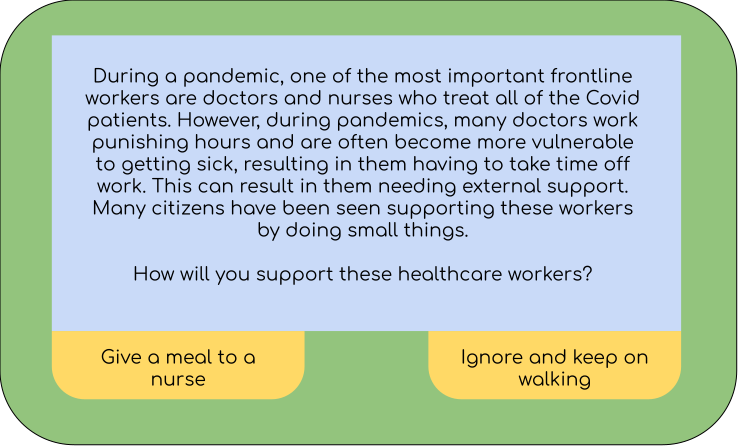 During a pandemic, one of the most important frontline
workers are doctors and nurses who treat all of the Covid
patients. However, during pandemics, many doctors work
punishing hours and are often become more vulnerable
to getting sick, resulting in them having to take time off
work. This can result in them needing external support.
Many citizens have been seen supporting these workers
by doing small things.
How will you support these healthcare workers?
Give a meal to a
nurse
Ignore and keep on
walking